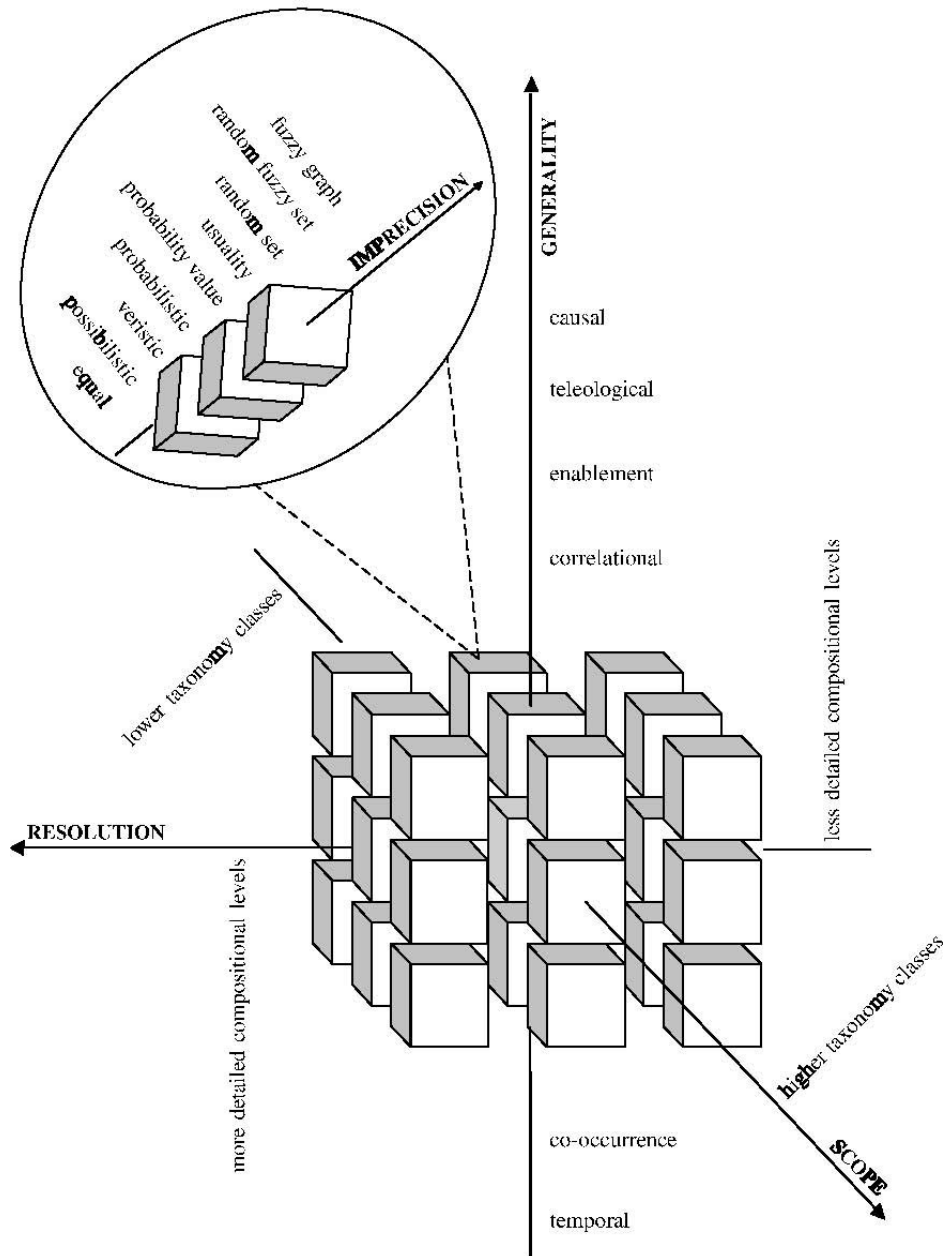 fuzzy graph
random fuzzy set
random set
usuality
probability value
probabilistic
veristic
possibilistic
equal
IMPRECISION
GENERALITY
causal
teleological
enablement
correlational
lower taxonomy classes
less detailed compositional levels
RESOLUTION
more detailed compositional levels
higher taxonomy classes
SCOPE
co-occurrence
temporal